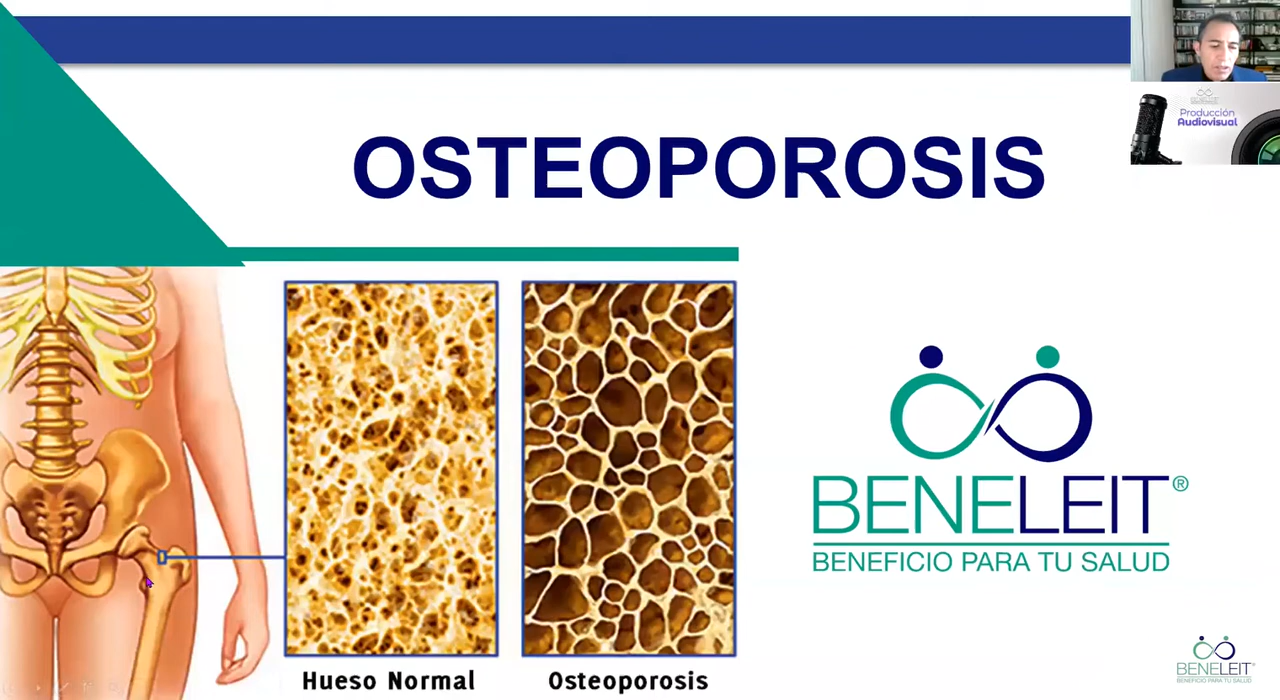 OSTEOPOROSIS
Producción
Audiovisual
Hueso Normal
Osteoporosis
BENELEIT®
BENEFICIO PARA TU SALUD
BENELEIT®
BENEFICIO PARA TU SALUD